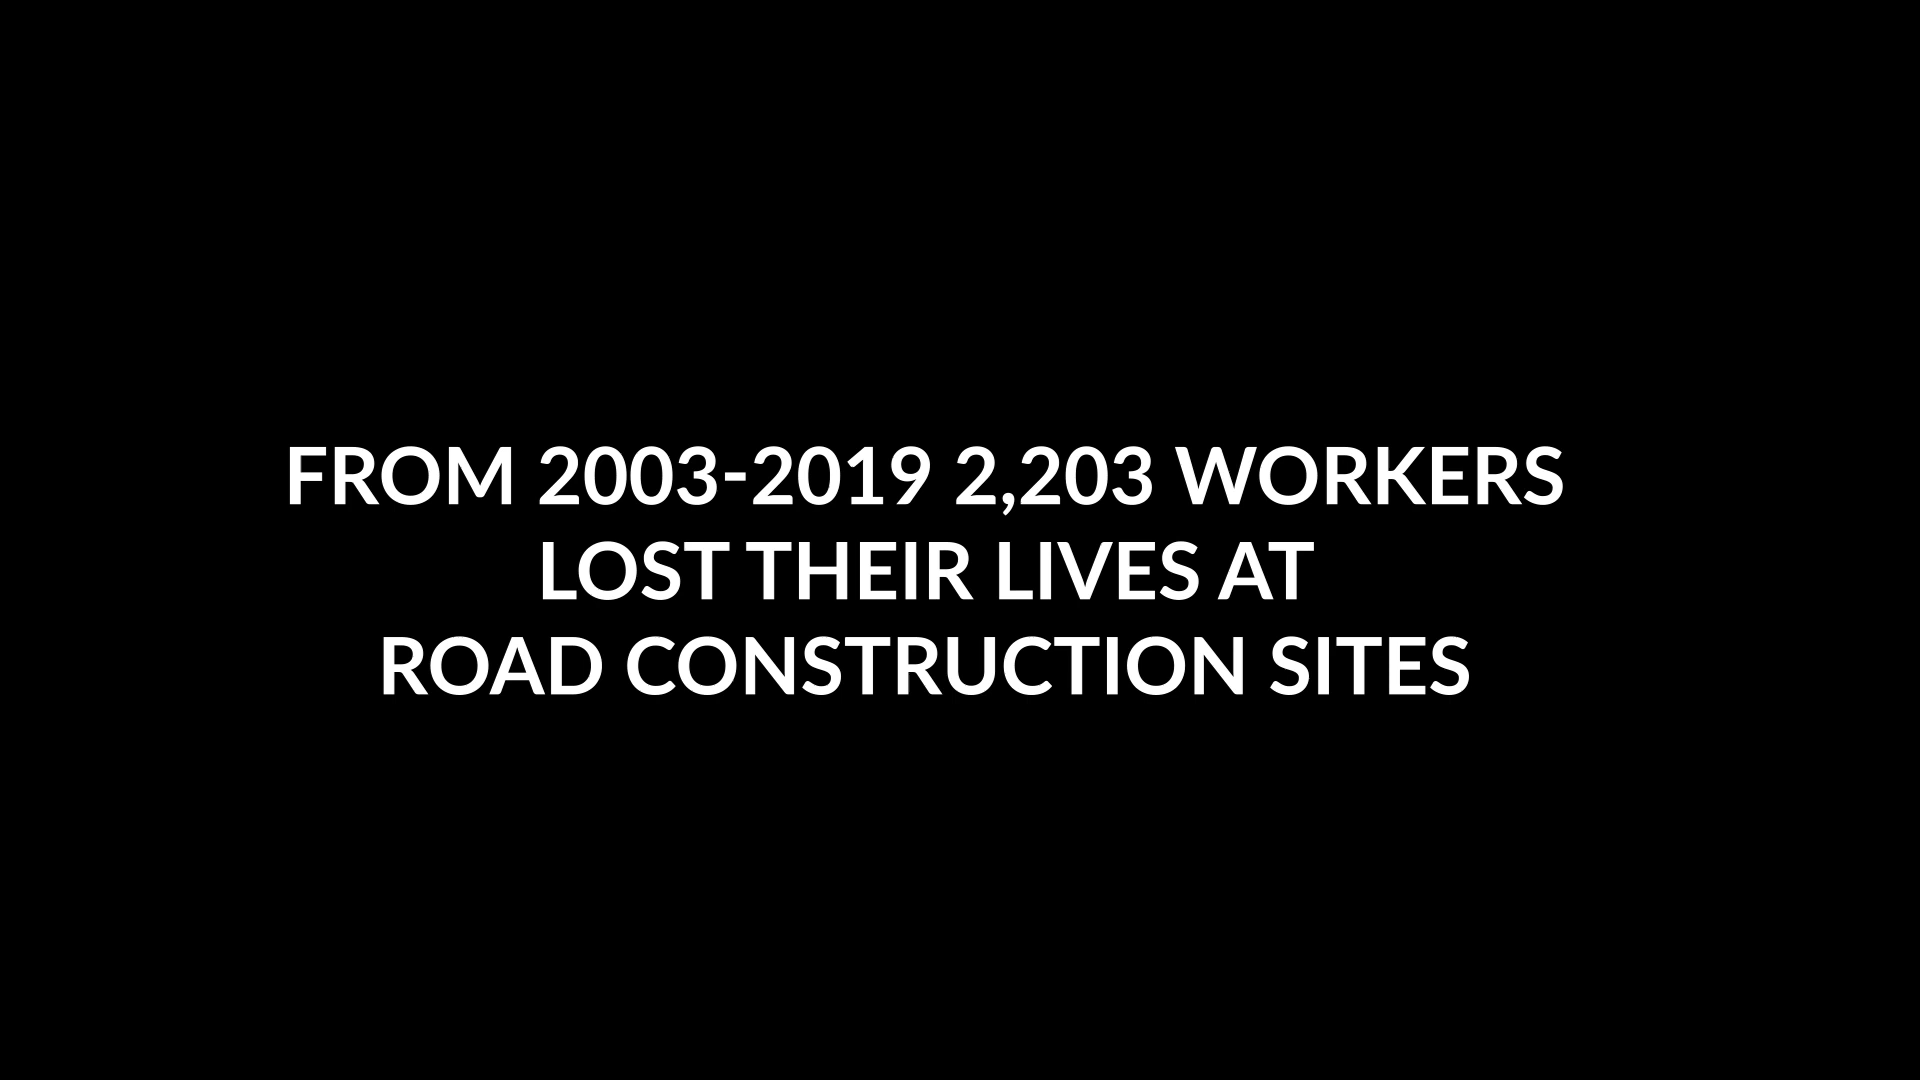 FROM 2003-2019 2,203 WORKERS
LOST THEIR LIVES AT
ROAD CONSTRUCTION SITES